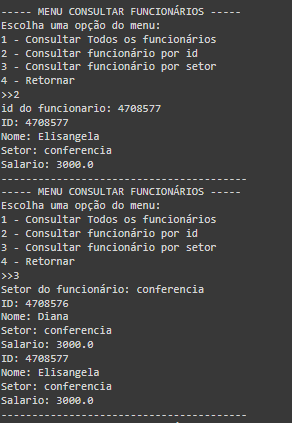 ----- MENU CONSULTAR FUNCIONÁRIOS -----
Escolha uma opção do menu:
1 - Consultar Todos os funcionários
2 - Consultar funcionário por id
3 - Consultar funcionário por setor
4 - Retornar
>>2
id do funcionario: 4708577
ID: 4708577
Nome: Elisangela
Setor: conferencia
Salario: 3000.0
----------------------------------------
----- MENU CONSULTAR FUNCIONÁRIOS -----
Escolha uma opção do menu:
1 - Consultar Todos os funcionários
2 - Consultar funcionário por id
3 - Consultar funcionário por setor
4 - Retornar
>>3
Setor do funcionário: conferencia
ID: 4708576
Nome: Diana
Setor: conferencia
Salario: 3000.0
ID: 4708577
Nome: Elisangela
Setor: conferencia
Salario: 3000.0
----------------------------------------